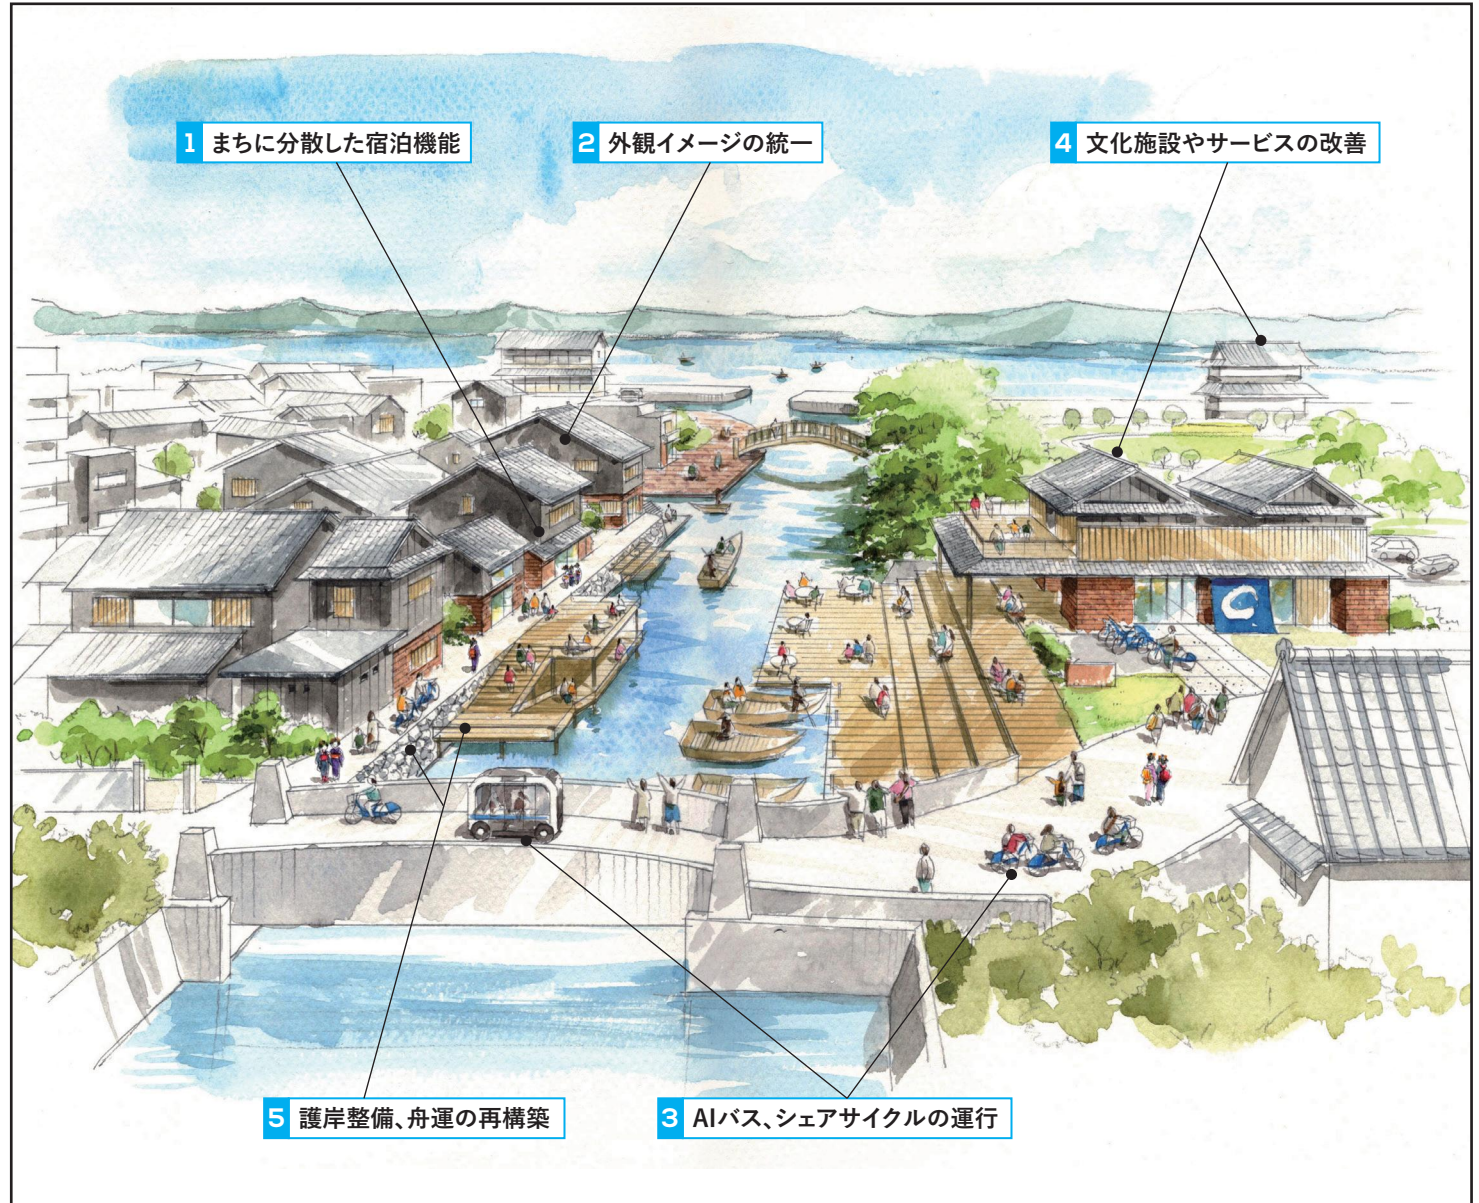 1 まちに分散した宿泊機能
2 外観イメージの統一
4 文化施設やサービスの改善
5 護岸整備、舟運の再構築
3 AIバス、シェアサイクルの運行